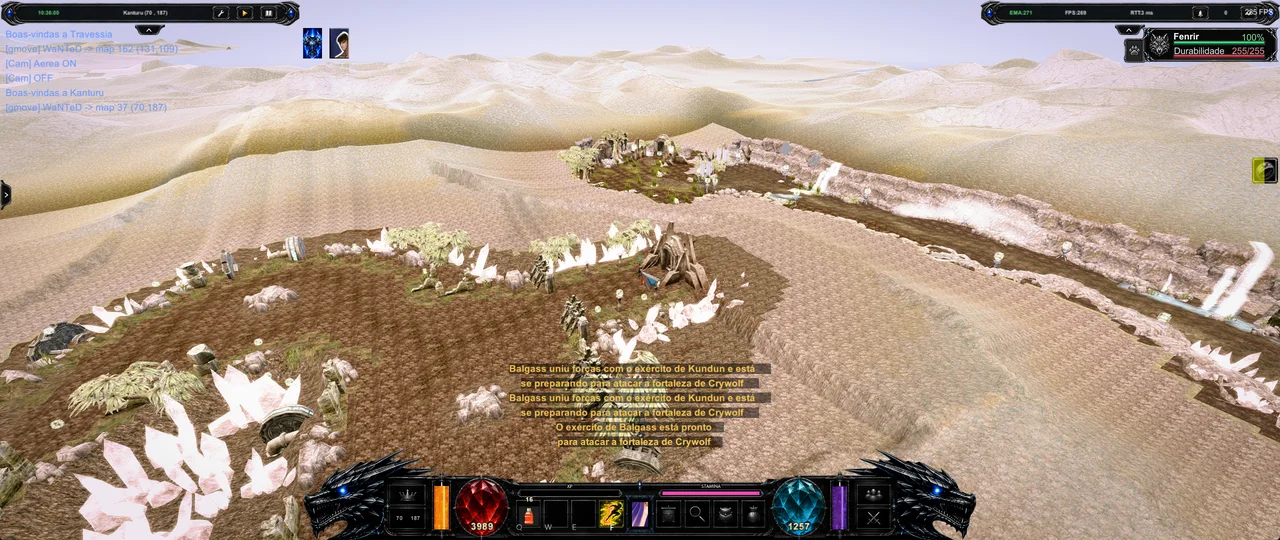 10:36:00
Kanturu (70 , 187)
EMA:271
FPS:269
RTT:3 ms
0
285 FPS
Boas-vindas a Travessia
[gmove] WaNTeD -> map 162 (131,109)
[Cam] Aerea ON
[Cam] OFF
Boas-vindas a Kanturu
[gmove] WaNTeD -> map 37 (70,187)
Fenrir
100%
Durabilidade
255/255
Balgass uniu forças com o exército de Kundun e está
se preparando para atacar a fortaleza de Crywolf
Balgass uniu forças com o exército de Kundun e está
se preparando para atacar a fortaleza de Crywolf
O exército de Balgass está pronto
para atacar a fortaleza de Crywolf
XP
STAMINA
16
Q W E F
70 187
3989
1257